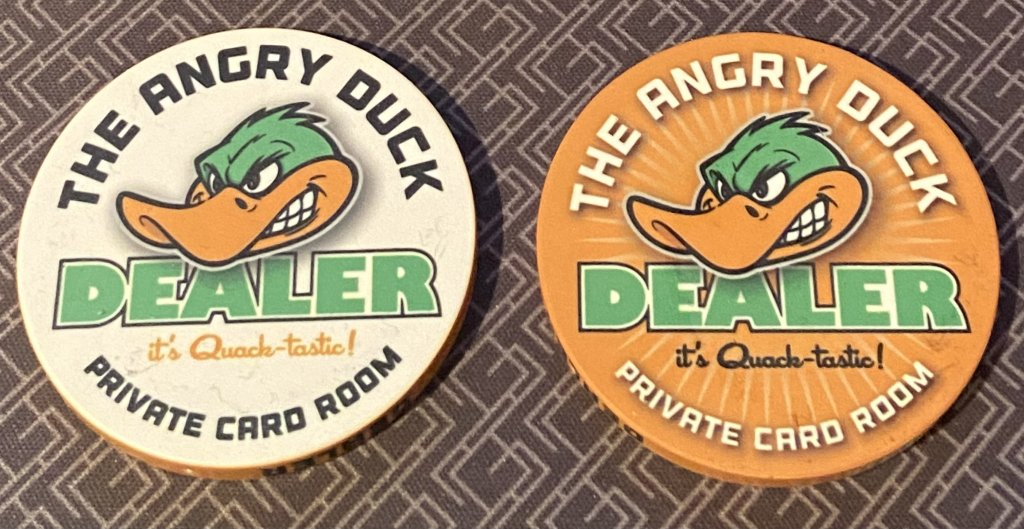 THE ANGRY DUCK
DEALER
it's Quack-tastic!
PRIVATE CARD ROOM
THE ANGRY DUCK
DEALER
it's Quack-tastic!
PRIVATE CARD ROOM